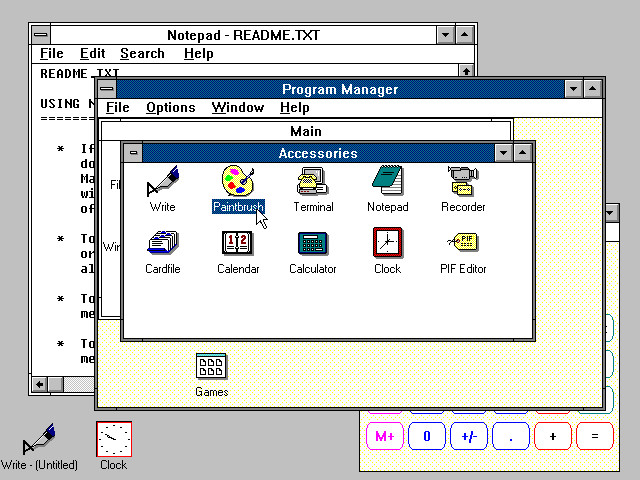 Notepad - README.TXT
File Edit Search Help
README.TXT
USING N
=======
* If
do
Ma
wi
of
* To
or
al
* To
me
* To
me
Program Manager
File Options Window Help
Main
Fil
Win
Accessories
Write Paintbrush Terminal Notepad Recorder
Cardfile Calendar Calculator Clock PIF Editor
Games
M+ 0 +/- . + =
Write - (Untitled) Clock